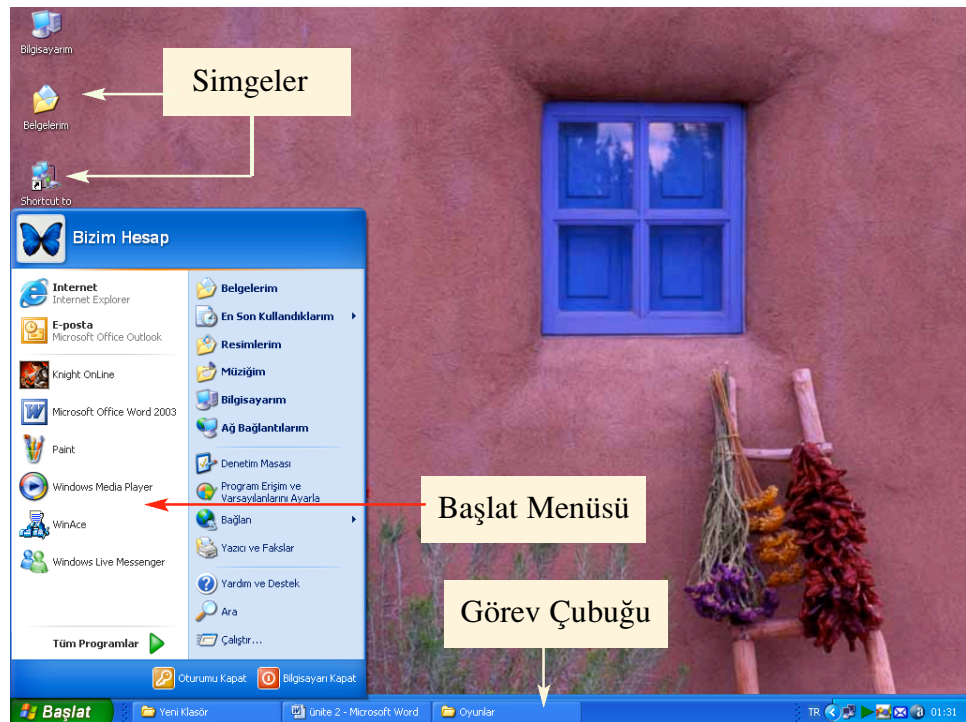 Bilgisayarım
Belgelerim
Shortcut to
Simgeler
Bizim Hesap
Internet
Internet Explorer
E-posta
Microsoft Office Outlook
Knight OnLine
Microsoft Office Word 2003
Paint
Windows Media Player
WinAce
Windows Live Messenger
Tüm Programlar
Belgelerim
En Son Kullandıklarım
Resimlerim
Müziğim
Bilgisayarım
Ağ Bağlantılarım
Denetim Masası
Program Erişim ve
Varsayılanlarını Ayarla
Bağlan
Yazıcı ve Fakslar
Yardım ve Destek
Ara
Çalıştır...
Oturumu Kapat
Bilgisayarı Kapat
Başlat Menüsü
Görev Çubuğu
Başlat
Yeni Klasör
ünite 2 - Microsoft Word
Oyunlar
TR
01:31